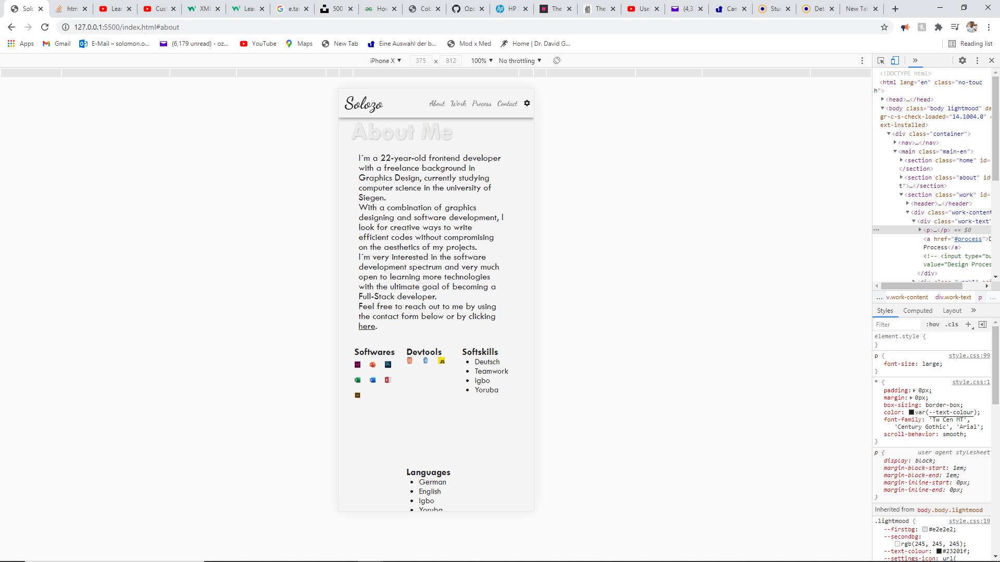 Solo
htm
Lear
Cus
XML
Lear
e.tar
500
How
Cob
Ozo
HP
The
The
Use
(4,3
Can
Stu
Det
New Tab
127.0.0.1:5500/index.html#about
Apps
Gmail
E-Mail – solomon.o...
(6,179 unread) - oz...
YouTube
Maps
New Tab
Eine Auswahl der b...
Mod x Med
Home | Dr. David G...
Reading list
iPhone X ▼ 375 × 812 100% ▼ No throttling ▼
Solozo
About Work Process Contact
About Me
I´m a 22-year-old frontend developer
with a freelance background in
Graphics Design, currently studying
computer science in the university of
Siegen.
With a combination of graphics
designing and software development, I
look for creative ways to write
efficient codes without compromising
on the aesthetics of my projects.
I´m very interested in the software
development spectrum and very much
open to learning more technologies
with the ultimate goal of becoming a
Full-Stack developer.
Feel free to reach out to me by using
the contact form below or by clicking
here.
Softwares
Devtools
JS
Softskills
Deutsch
Teamwork
Igbo
Yoruba
Languages
German
English
Igbo
Yoruba
<!DOCTYPE html>
<html lang="en" class="no-touc
h">
<head>…</head>
<body class="body lightmood" da
gr-c-s-check-loaded="14.1004.0"
ext-installed>
<div class="container">
<nav>…</nav>
<main class="main-en">
<section class="home" id=
</section>
<section class="about" id
t">…</section>
<section class="work" id=
<header>…</header>
<div class="work-content
<div class="work-text"
<p>…</p> == $0
<a href="#process">D
Process</a>
<!-- <input type="bu
value="Design Proces
</div>
... v.work-content div.work-text p ...
Styles Computed Layout »
Filter :hov .cls +
element.style {
}
p { style.css:99
font-size: large;
}
* { style.css:1
padding: 0px;
margin: 0px;
box-sizing: border-box;
color: var(--text-colour);
font-family: 'Tw Cen MT',
'Century Gothic', 'Arial';
scroll-behavior: smooth;
}
p { user agent stylesheet
display: block;
margin-block-start: 1em;
margin-block-end: 1em;
margin-inline-start: 0px;
margin-inline-end: 0px;
}
Inherited from body.body.lightmood
.lightmood { style.css:19
--firstbg: #e2e2e2;
--secondbg:
rgb(245, 245, 245);
--text-colour: #23201f;
--settings-icon: url(